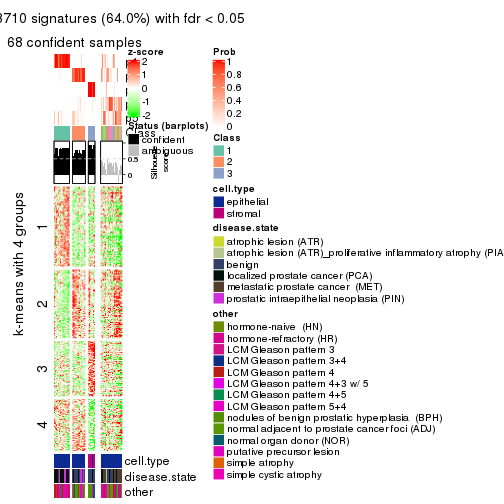 3710 signatures (64.0%) with fdr < 0.05
68 confident samples
z-score
2
1
0
-1
-2
Status (barplots)
confident
ambiguous
Class
0.5
0
Silhouette score
k-means with 4 groups
1
2
3
4
cell.type
disease.state
other
Prob
1
0.8
0.6
0.4
0.2
0
Class
1
2
3
cell.type
epithelial
stromal
disease.state
atrophic lesion (ATR)
atrophic lesion (ATR)_proliferative inflammatory atrophy (PIA
benign
localized prostate cancer (PCA)
metastatic prostate cancer (MET)
prostatic intraepithelial neoplasia (PIN)
other
hormone-naive (HN)
hormone-refractory (HR)
LCM Gleason pattern 3
LCM Gleason pattern 3+4
LCM Gleason pattern 4
LCM Gleason pattern 4+3 w/ 5
LCM Gleason pattern 4+5
LCM Gleason pattern 5+4
nodules of benign prostatic hyperplasia (BPH)
normal adjacent to prostate cancer foci (ADJ)
normal organ donor (NOR)
putative precursor lesion
simple atrophy
simple cystic atrophy